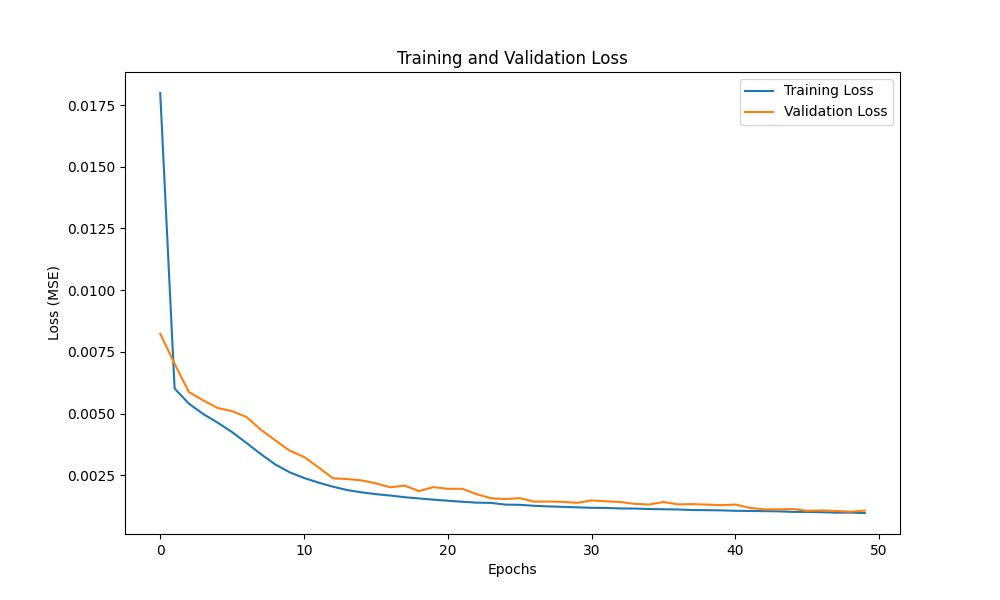 Training and Validation Loss
Training Loss
Validation Loss
0.0175
0.0150
0.0125
0.0100
0.0075
0.0050
0.0025
Loss (MSE)
0 10 20 30 40 50
Epochs